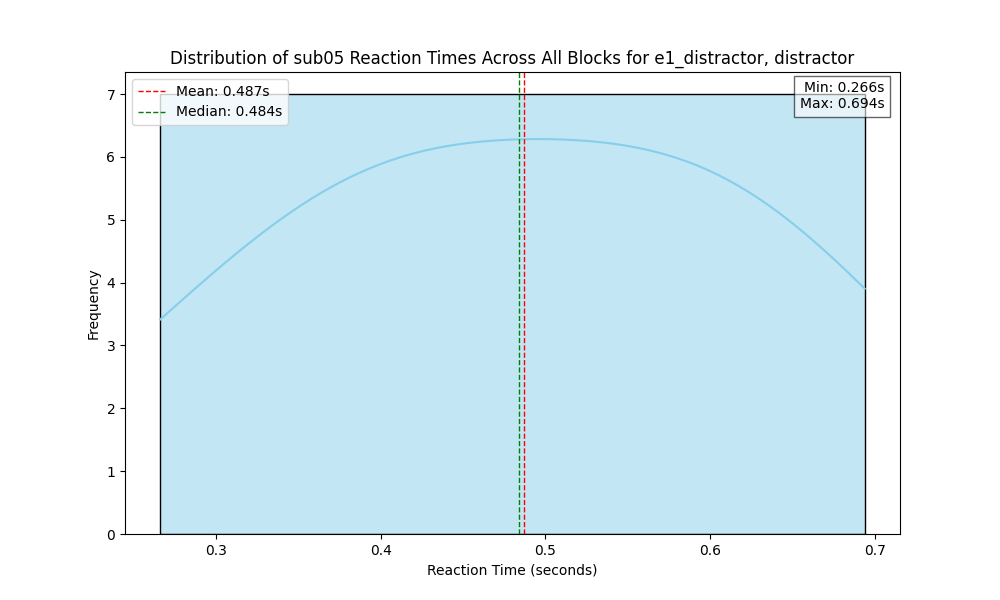 Distribution of sub05 Reaction Times Across All Blocks for e1_distractor, distractor
Mean: 0.487s
Median: 0.484s
Min: 0.266s
Max: 0.694s
7
6
5
4
3
2
1
0
Frequency
0.3 0.4 0.5 0.6 0.7
Reaction Time (seconds)